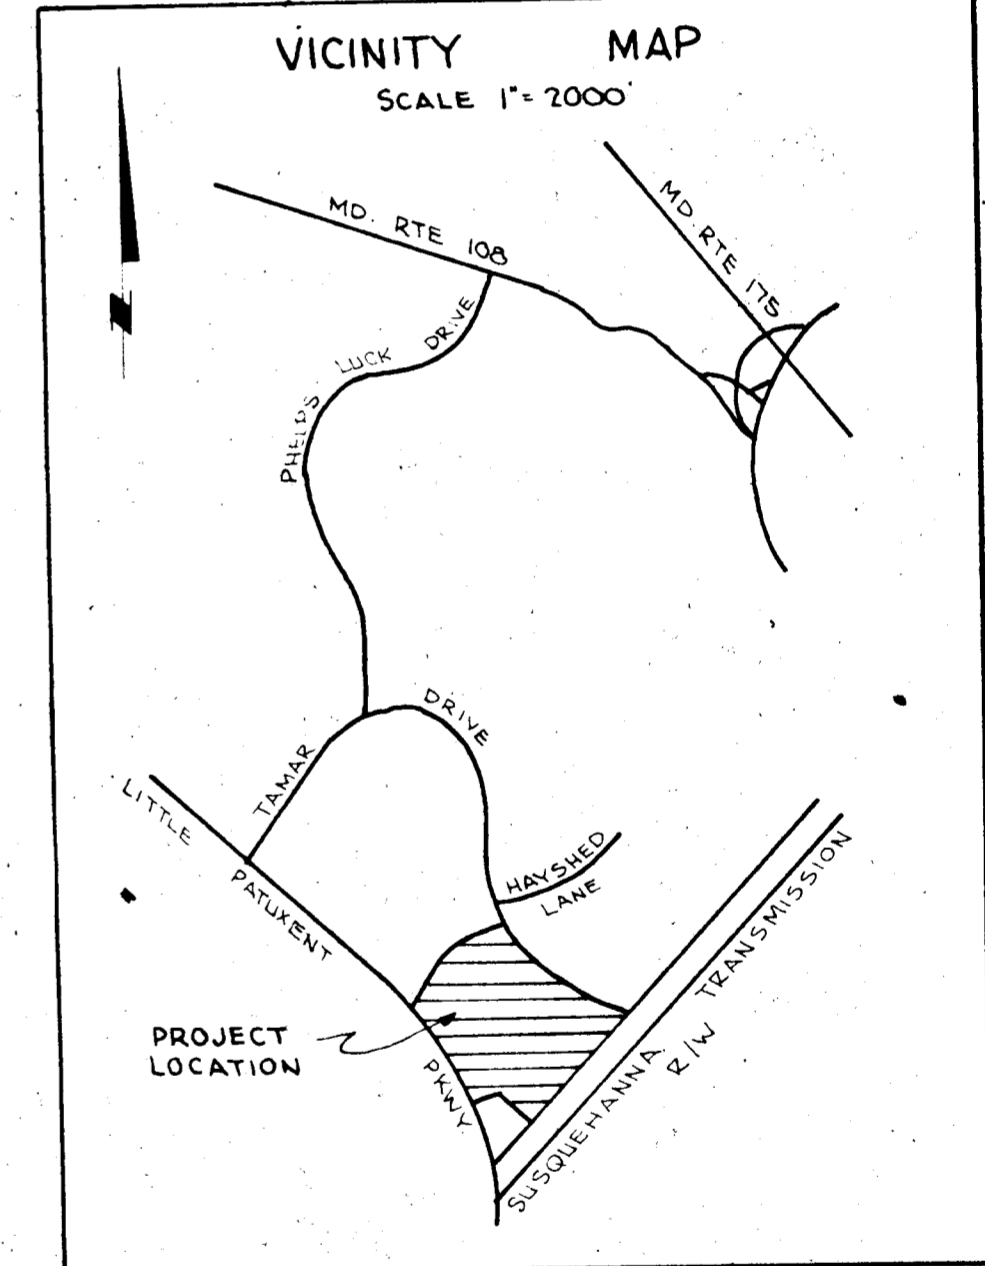 VICINITY MAP
SCALE 1"= 2000'
MD. RTE 108
MD. RTE 175
PHELPS LUCK DRIVE
TAMAR DRIVE
LITTLE PATUXENT PKWY
HAYSHED
LANE
PROJECT
LOCATION
SUSQUEHANNA TRANSMISSION
R/W
N